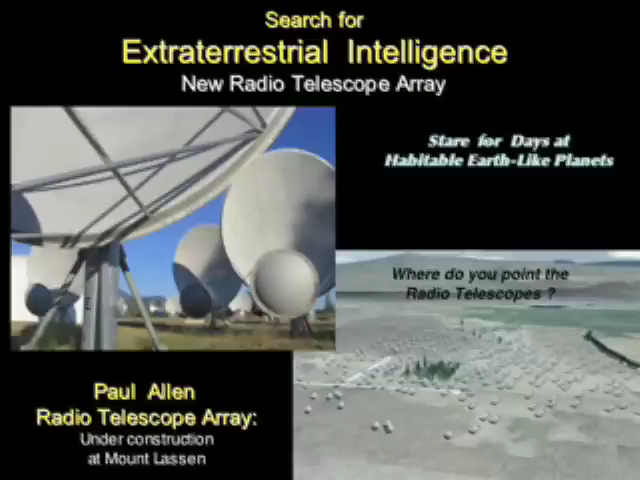 Search for
Extraterrestrial Intelligence
New Radio Telescope Array
Stare for Days at
Habitable Earth-Like Planets
Where do you point the
Radio Telescopes ?
Paul Allen
Radio Telescope Array:
Under construction
at Mount Lassen